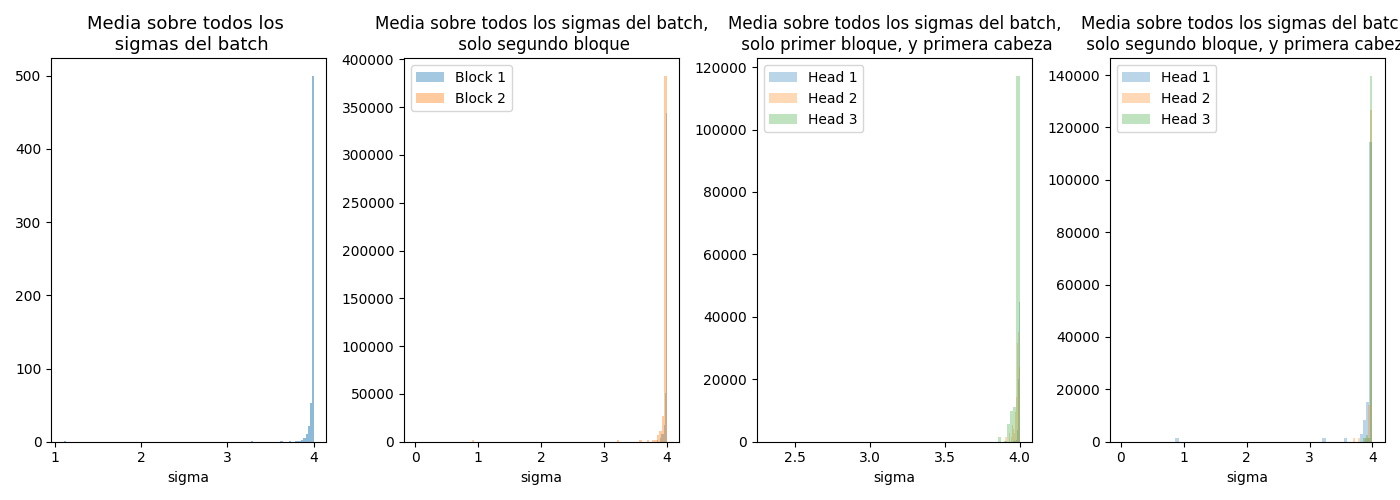 Media sobre todos los
sigmas del batch
500
400
300
200
100
0
1
2
3
4
sigma
Media sobre todos los sigmas del batch,
solo segundo bloque
400000
350000
300000
250000
200000
150000
100000
50000
0
Block 1
Block 2
0
1
2
3
4
sigma
Media sobre todos los sigmas del batch,
solo primer bloque, y primera cabeza
120000
100000
80000
60000
40000
20000
0
Head 1
Head 2
Head 3
2.5
3.0
3.5
4.0
sigma
Media sobre todos los sigmas del batc
solo segundo bloque, y primera cabez
140000
120000
100000
80000
60000
40000
20000
0
Head 1
Head 2
Head 3
0
1
2
3
4
sigma